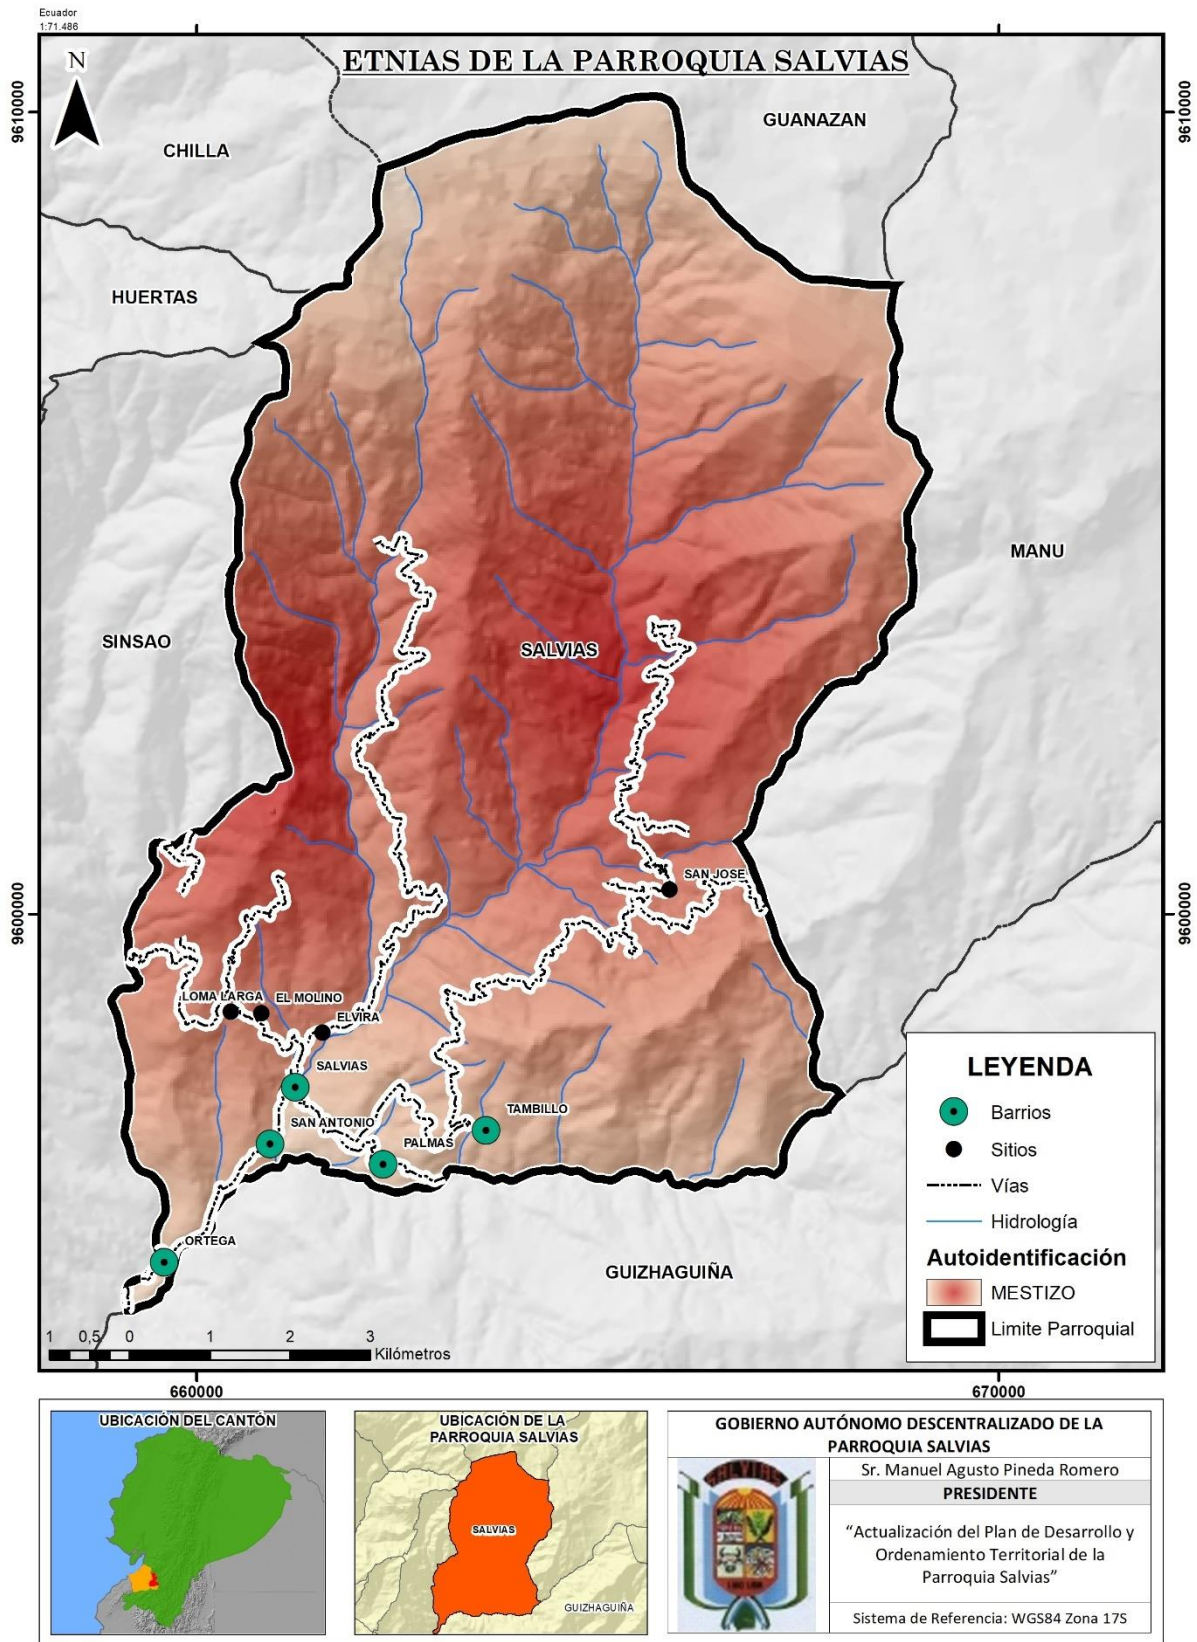 Ecuador
1:71.486
ETNIAS DE LA PARROQUIA SALVIAS
N
9610000
9610000
GUANAZAN
CHILLA
HUERTAS
MANU
SINSAO
SALVIAS
SAN JOSE
9600000
9600000
LOMA LARGA
EL MOLINO
ELVIRA
SALVIAS
SAN ANTONIO
TAMBILLO
PALMAS
ORTEGA
GUIZHAGUIÑA
LEYENDA
Barrios
Sitios
Vías
Hidrología
Autoidentificación
MESTIZO
Limite Parroquial
1 0,5 0 1 2 3
Kilómetros
660000
670000
UBICACIÓN DEL CANTÓN
UBICACIÓN DE LA
PARROQUIA SALVIAS
SALVIAS
GUIZHAGUIÑA
GOBIERNO AUTÓNOMO DESCENTRALIZADO DE LA
PARROQUIA SALVIAS
SALVIAS
Sr. Manuel Agusto Pineda Romero
PRESIDENTE
“Actualización del Plan de Desarrollo y
Ordenamiento Territorial de la
Parroquia Salvias”
Sistema de Referencia: WGS84 Zona 17S